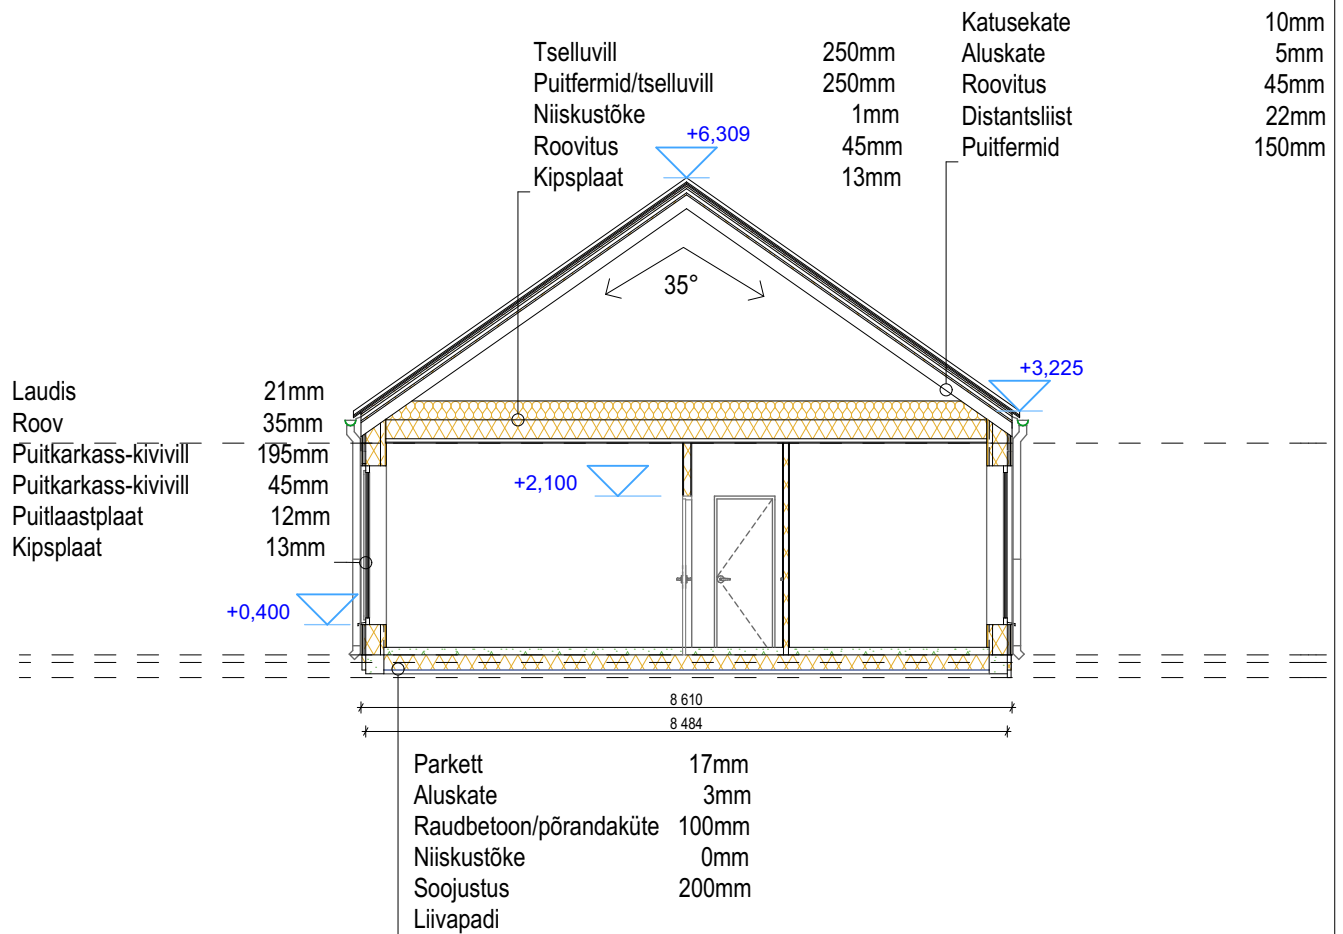 Katusekate 10mm
Aluskate 5mm
Roovitus 45mm
Distantsliist 22mm
Puitfermid 150mm
Tselluvill 250mm
Puitfermid/tselluvill 250mm
Niiskustõke 1mm
Roovitus 45mm
Kipsplaat 13mm
+6,309
35°
+3,225
Laudis 21mm
Roov 35mm
Puitkarkass-kivivill 195mm
Puitkarkass-kivivill 45mm
Puitlaastplaat 12mm
Kipsplaat 13mm
+2,100
+0,400
8 610
8 484
Parkett 17mm
Aluskate 3mm
Raudbetoon/põrandaküte 100mm
Niiskustõke 0mm
Soojustus 200mm
Liivapadi